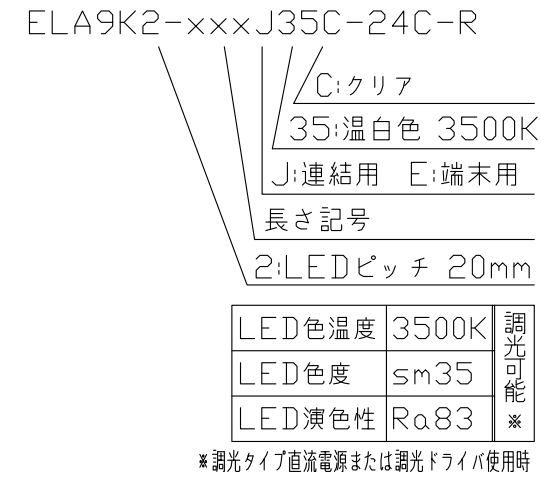 ELA9K2-xxxJ35C-24C-R
C:クリア
35:温白色 3500K
J:連結用 E:端末用
長さ記号
2:LEDピッチ 20mm
LED色温度 3500K
LED色度 sm35
LED演色性 Ra83
調光可能※
※調光タイプ直流電源または調光ドライバ使用時